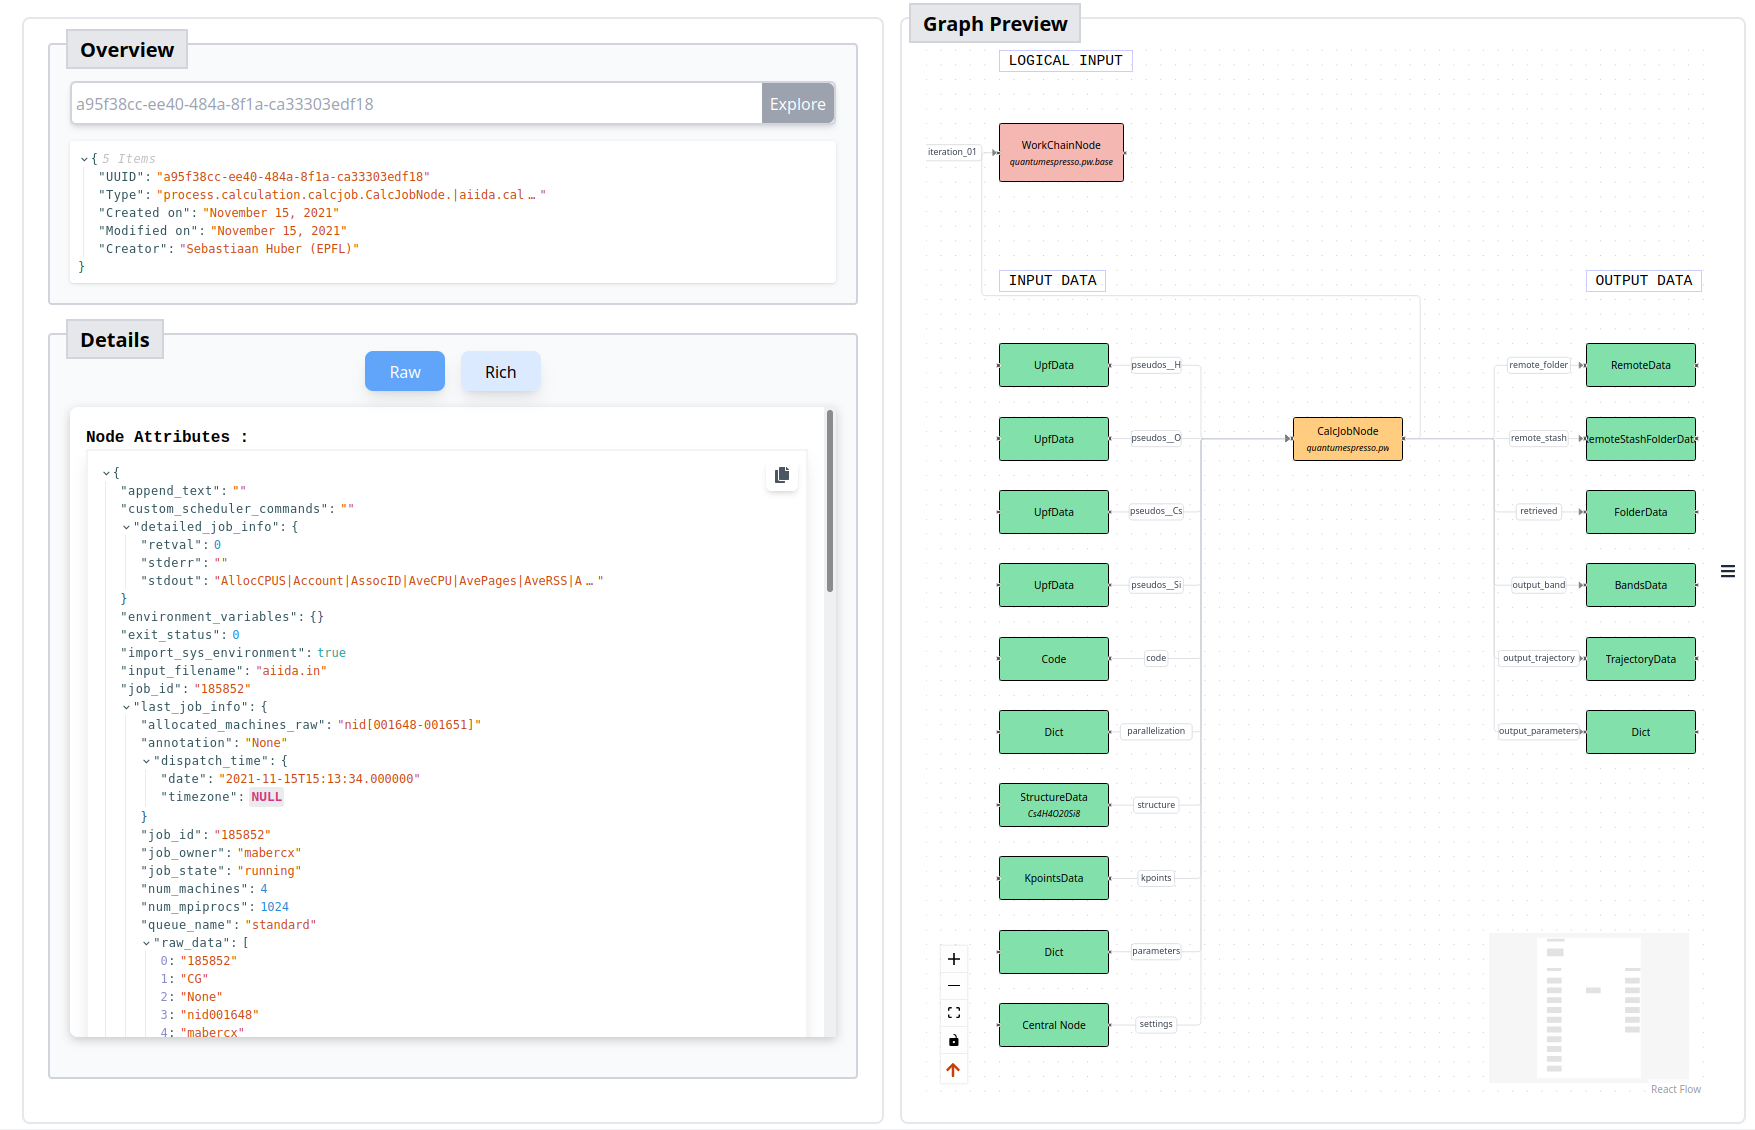 Overview
a95f38cc-ee40-484a-8f1a-ca33303edf18
Explore
{ 5 Items
"UUID": "a95f38cc-ee40-484a-8f1a-ca33303edf18"
"Type": "process.calculation.calcjob.CalcJobNode.|aiida.cal … "
"Created on": "November 15, 2021"
"Modified on": "November 15, 2021"
"Creator": "Sebastiaan Huber (EPFL)"
}
Details
Raw
Rich
Node Attributes :
{
"append_text": ""
"custom_scheduler_commands": ""
"detailed_job_info": {
"retval": 0
"stderr": ""
"stdout": "AllocCPUS|Account|AssocID|AveCPU|AvePages|AveRSS|A … "
}
"environment_variables": {}
"exit_status": 0
"import_sys_environment": true
"input_filename": "aiida.in"
"job_id": "185852"
"last_job_info": {
"allocated_machines_raw": "nid[001648-001651]"
"annotation": "None"
"dispatch_time": {
"date": "2021-11-15T15:13:34.000000"
"timezone": NULL
}
"job_id": "185852"
"job_owner": "mabercx"
"job_state": "running"
"num_machines": 4
"num_mpiprocs": 1024
"queue_name": "standard"
"raw_data": [
0: "185852"
1: "CG"
2: "None"
3: "nid001648"
4: "mabercx"
Graph Preview
LOGICAL INPUT
iteration_01
WorkChainNode
quantumespresso.pw.base
INPUT DATA
OUTPUT DATA
UpfData
pseudos__H
UpfData
pseudos__O
UpfData
pseudos__Cs
UpfData
pseudos__Si
Code
code
Dict
parallelization
StructureData
Cs4H4O20Si8
structure
KpointsData
kpoints
Dict
parameters
Central Node
settings
CalcJobNode
quantumespresso.pw
remote_folder
RemoteData
remote_stash
emoteStashFolderDat
retrieved
FolderData
output_band
BandsData
output_trajectory
TrajectoryData
output_parameters
Dict
React Flow